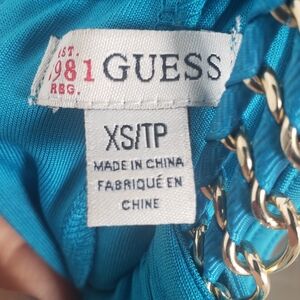 EST.
1981 GUESS
REG.
XS/TP
MADE IN CHINA
FABRIQUÉ EN
CHINE